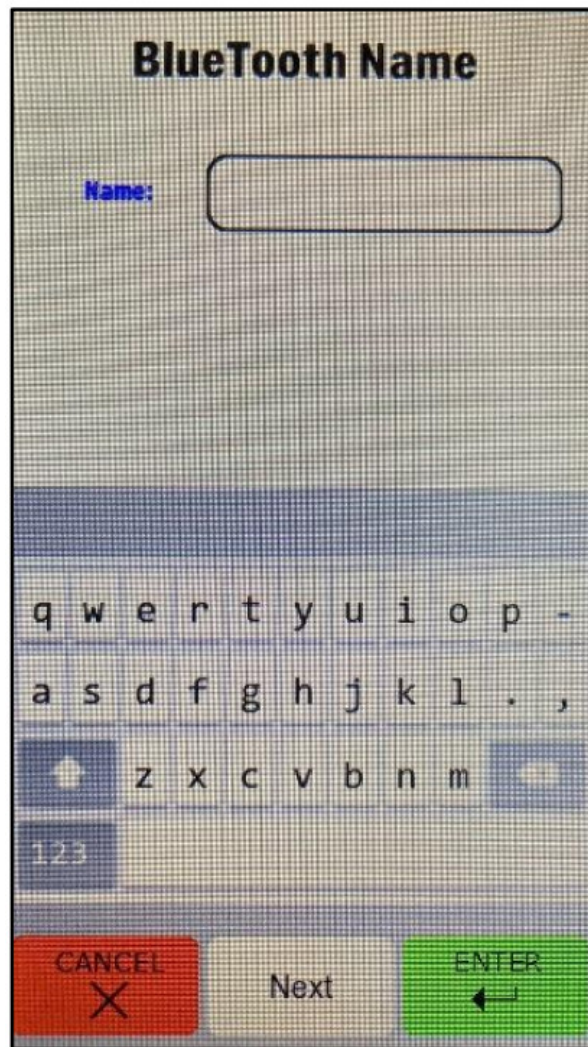 BlueTooth Name
Name:
q w e r t y u i o p -
a s d f g h j k l . ,
z x c v b n m
123
CANCEL Next ENTER